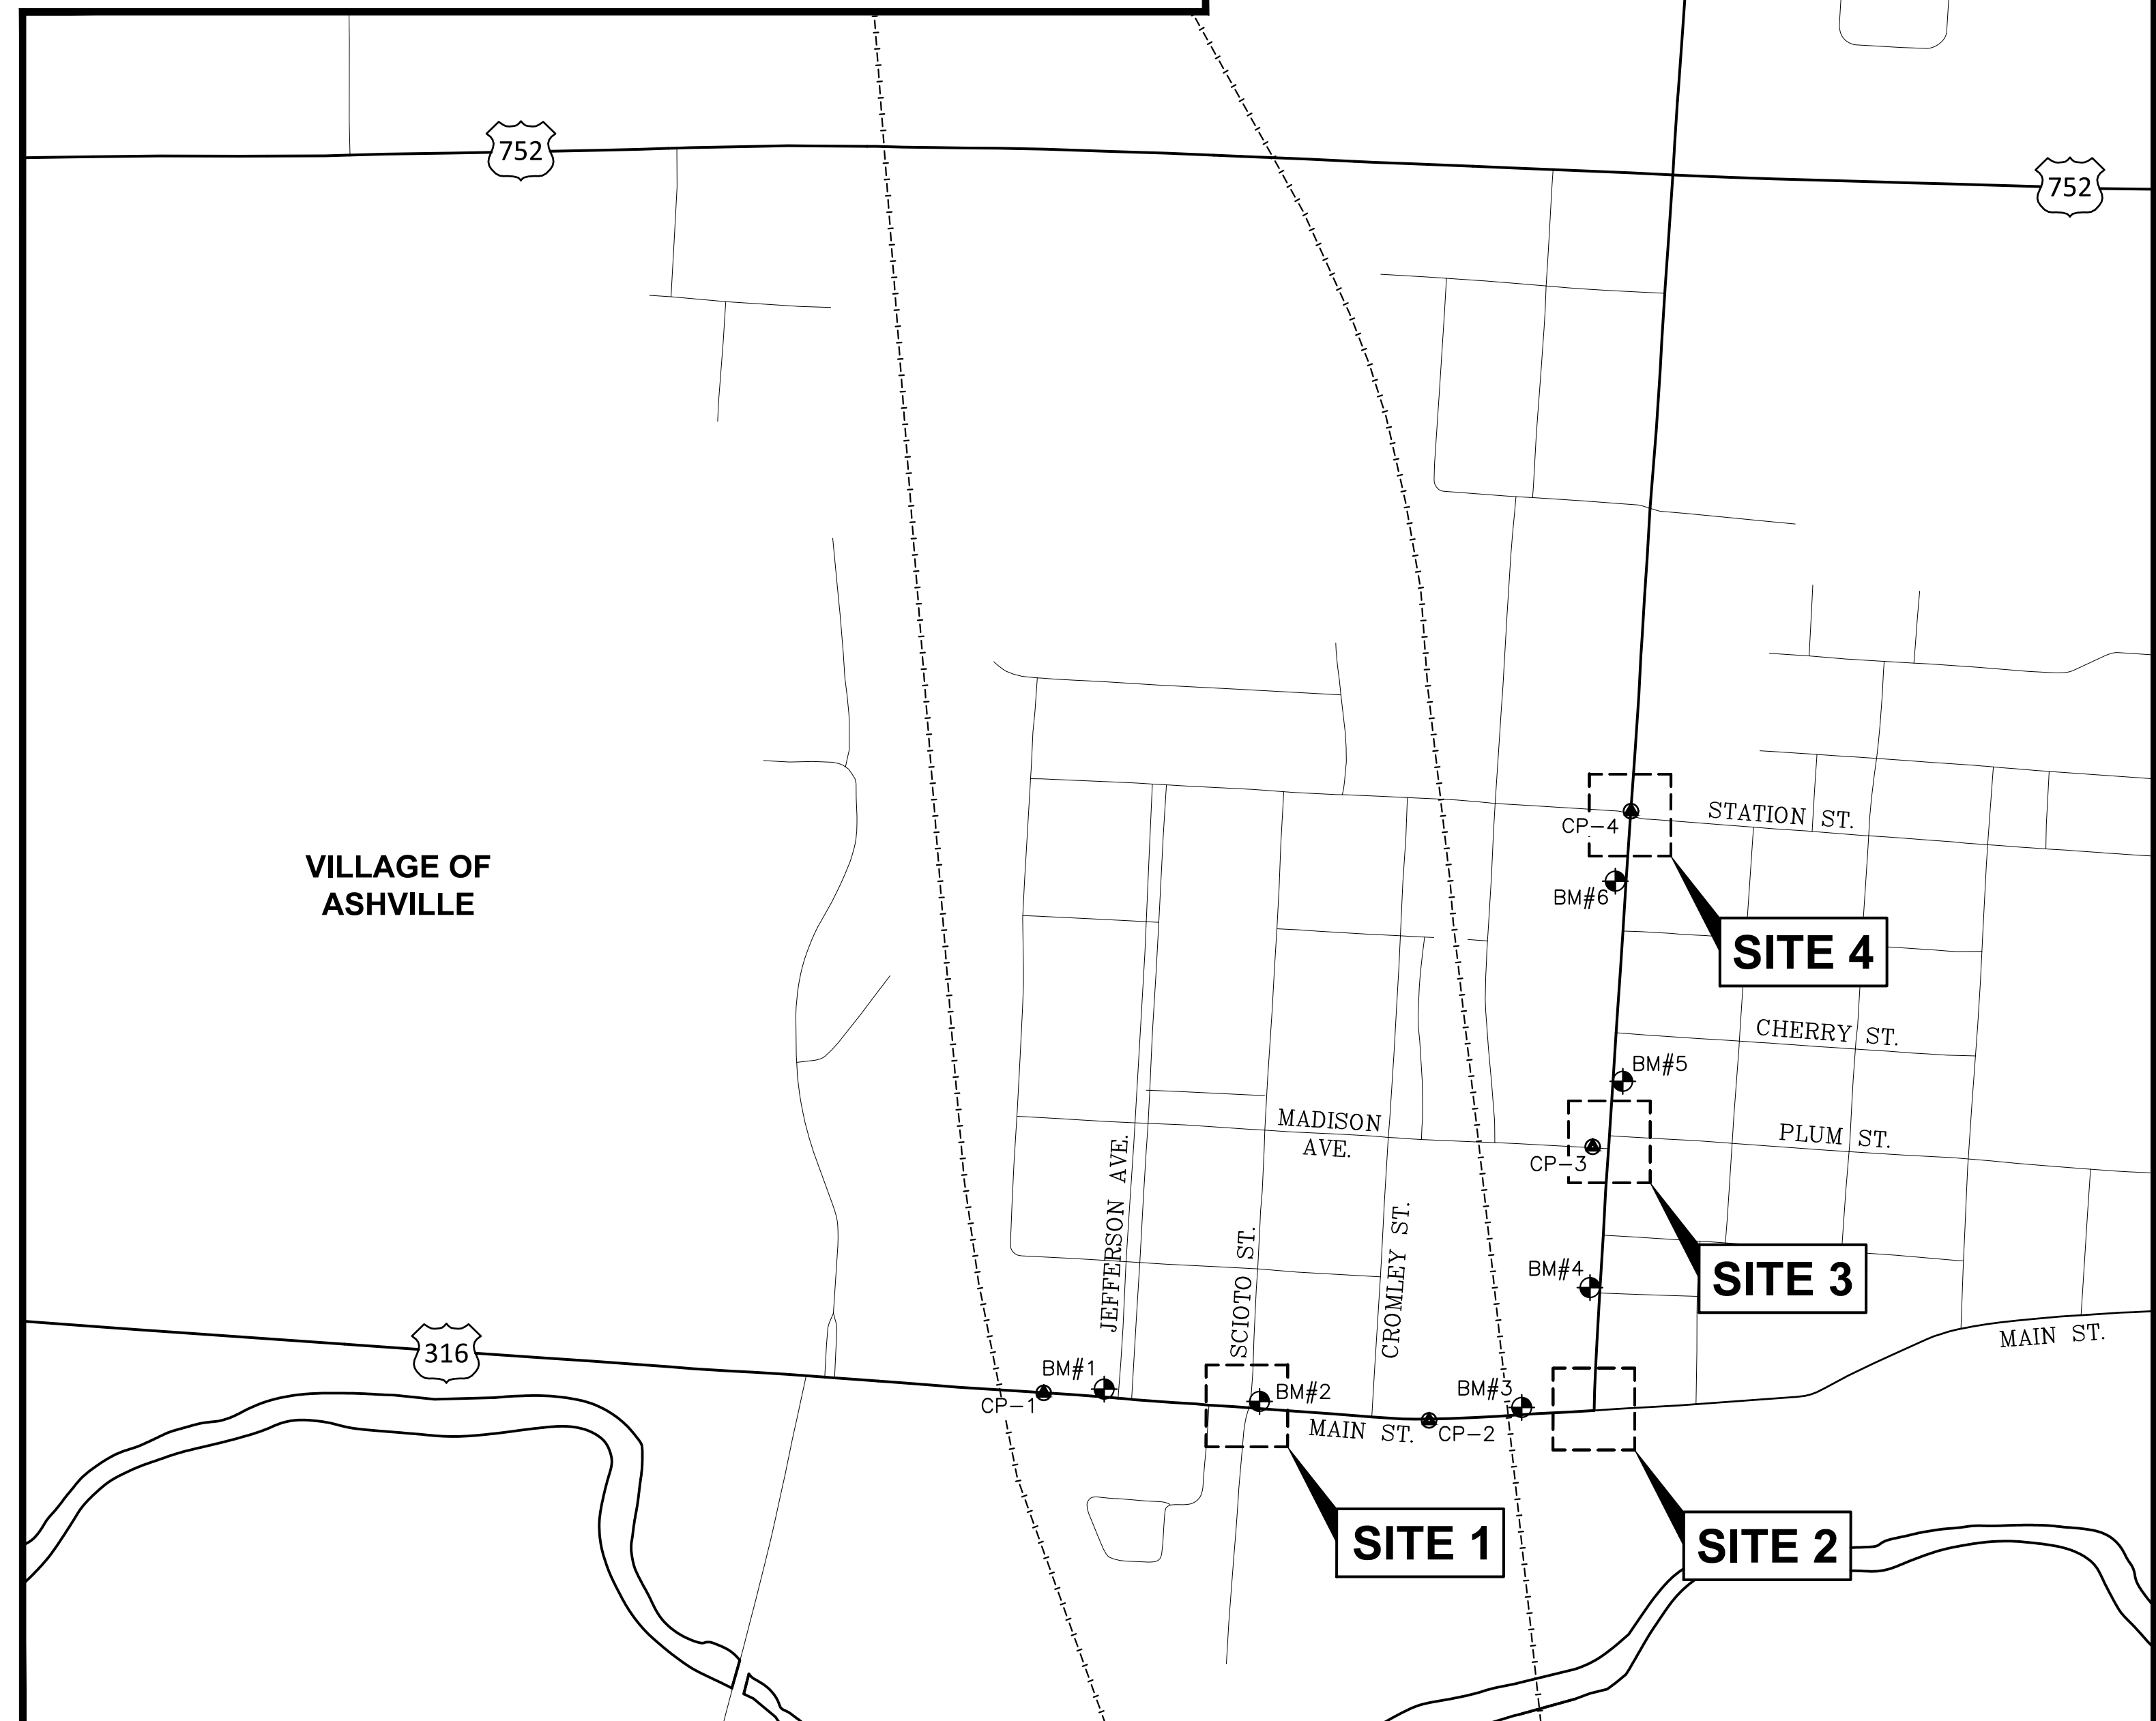 752
752
VILLAGE OF
ASHVILLE
STATION ST.
CP-4
BM#6
SITE 4
CHERRY ST.
BM#5
MADISON
AVE.
PLUM ST.
CP-3
JEFFERSON AVE.
SCIOTO ST.
CROMLEY ST.
BM#4
SITE 3
MAIN ST.
316
BM#1
CP-1
BM#2
BM#3
MAIN ST.
CP-2
SITE 1
SITE 2